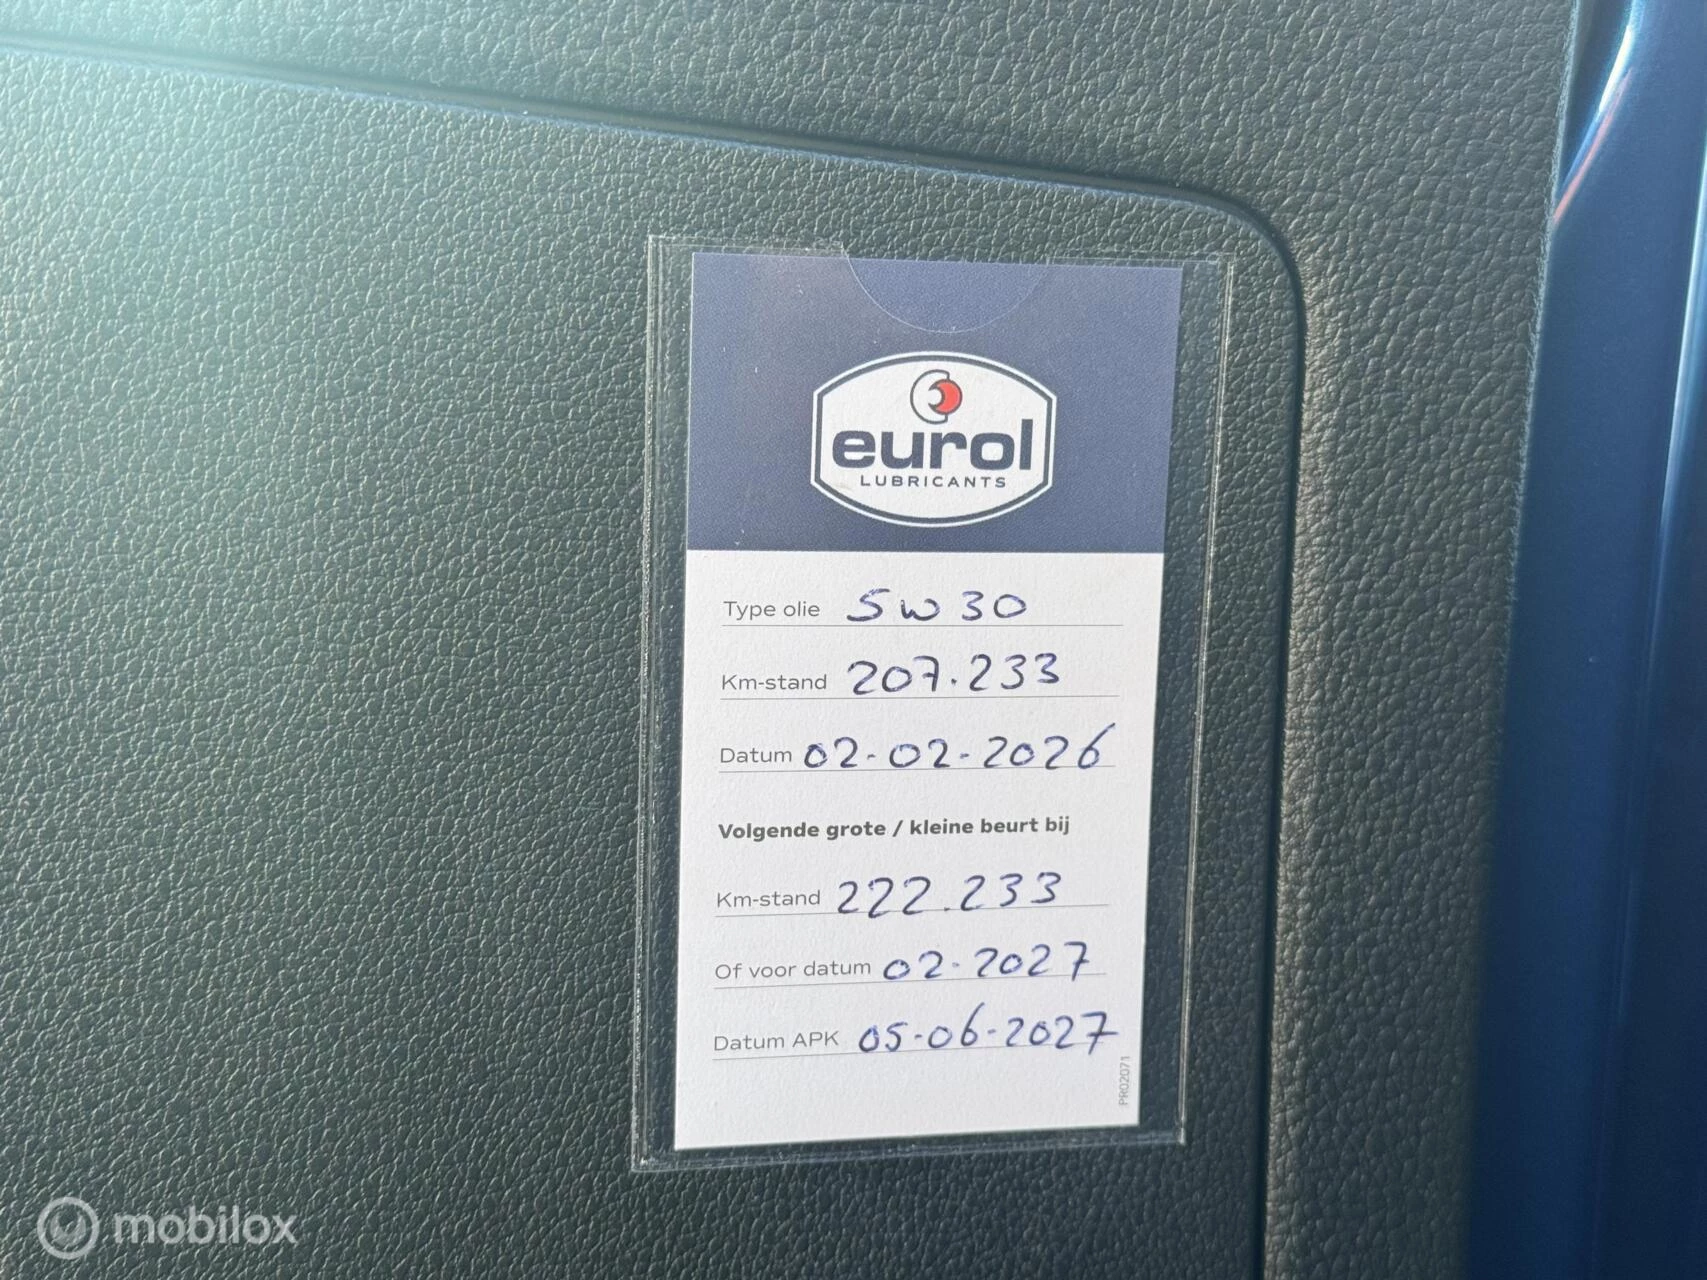 eurol
LUBRICANTS
Type olie 5W30
Km-stand 207.233
Datum 02-02-2026
Volgende grote / kleine beurt bij
Km-stand 222.233
Of voor datum 02-2027
Datum APK 05-06-2027
PR02071
mobilox